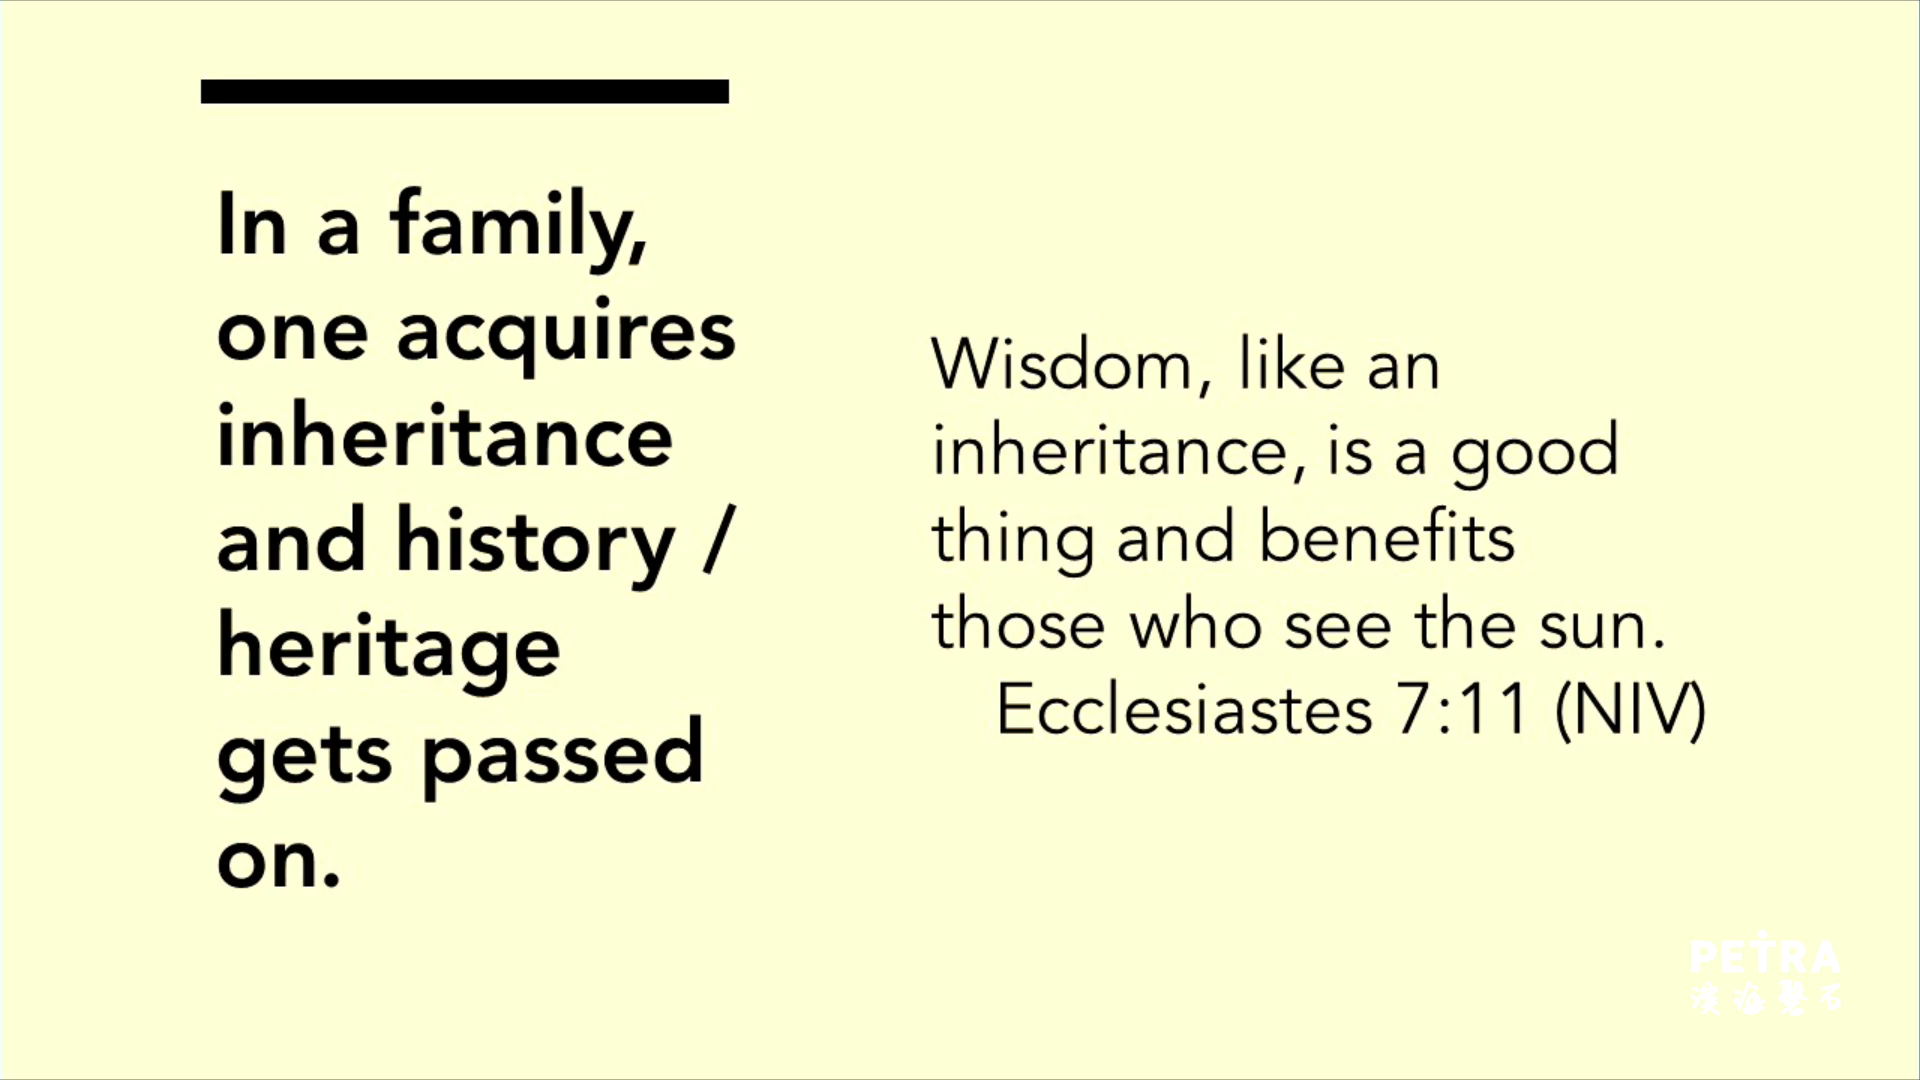 In a family,
one acquires
inheritance
and history /
heritage
gets passed
on.
Wisdom, like an
inheritance, is a good
thing and benefits
those who see the sun.
Ecclesiastes 7:11 (NIV)
PETRA